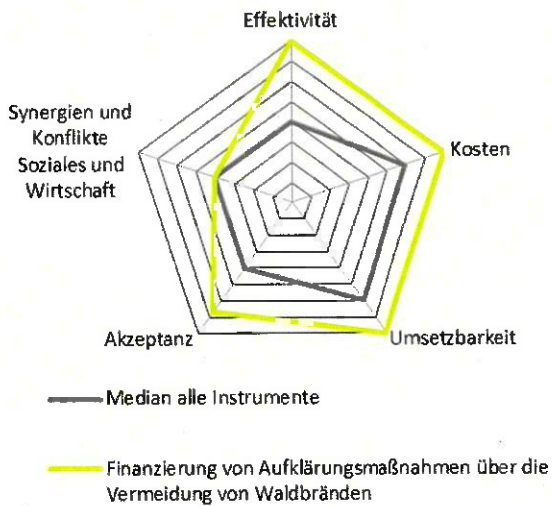 Effektivität
Synergien und
Konflikte
Soziales und
Wirtschaft
Kosten
Akzeptanz
Umsetzbarkeit
Median alle Instrumente
Finanzierung von Aufklärungsmaßnahmen über die
Vermeidung von Waldbränden